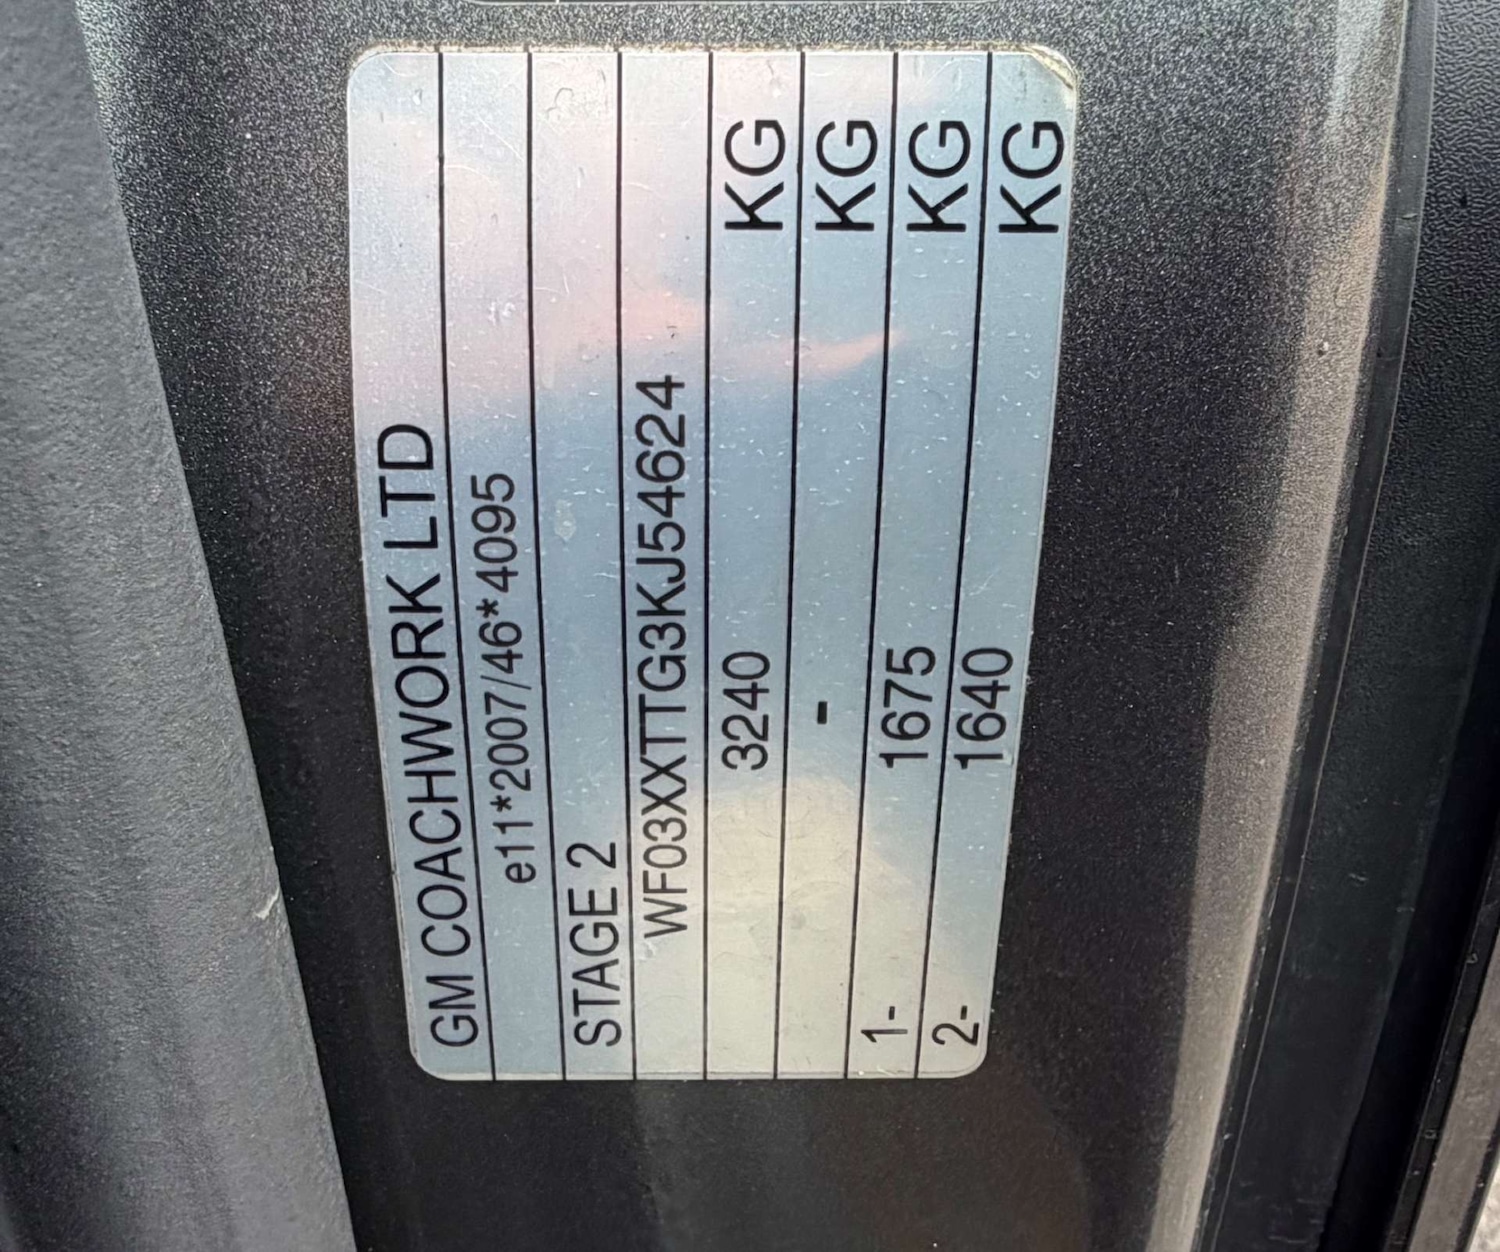 GM COACHWORK LTD
e11*2007/46*4095
STAGE 2
WF03XXTTG3KJ54624
3240 KG
- KG
1- 1675 KG
2- 1640 KG